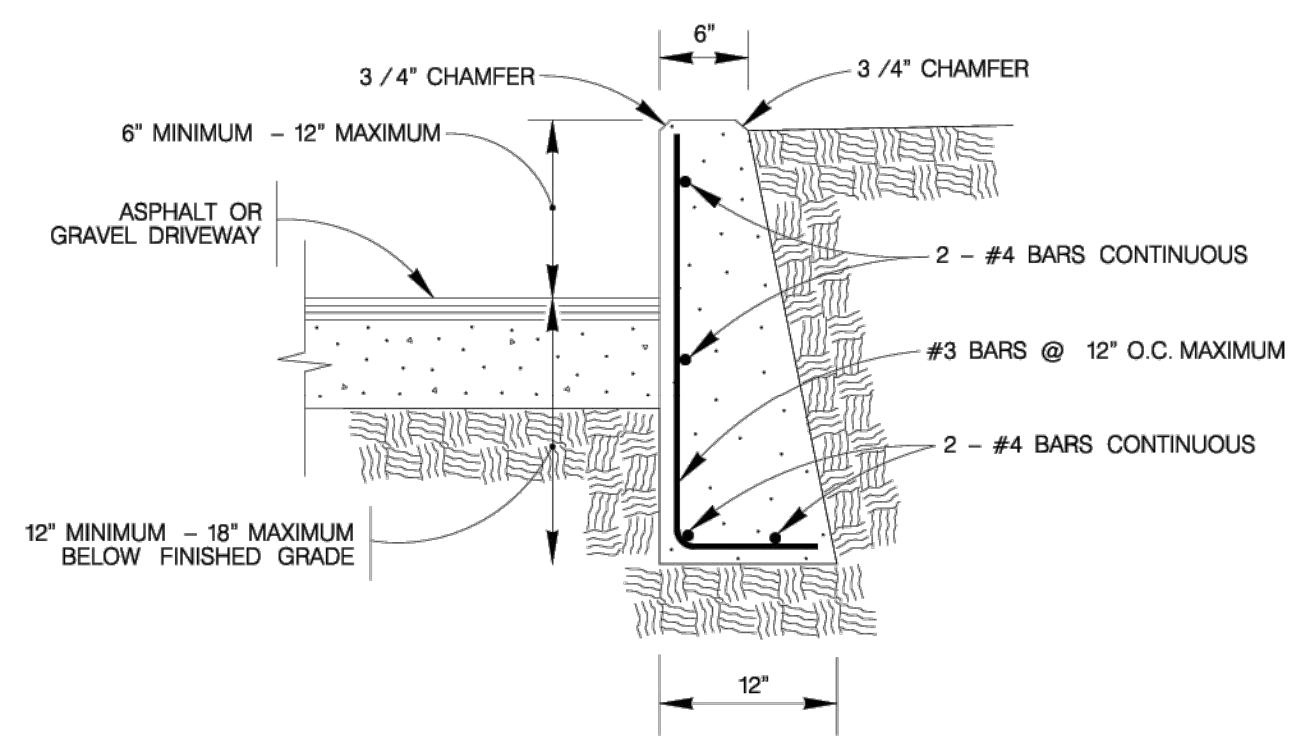 6"
3 /4" CHAMFER
3 /4" CHAMFER
6" MINIMUM - 12" MAXIMUM
ASPHALT OR
GRAVEL DRIVEWAY
2 - #4 BARS CONTINUOUS
#3 BARS @ 12" O.C. MAXIMUM
2 - #4 BARS CONTINUOUS
12" MINIMUM - 18" MAXIMUM
BELOW FINISHED GRADE
12"